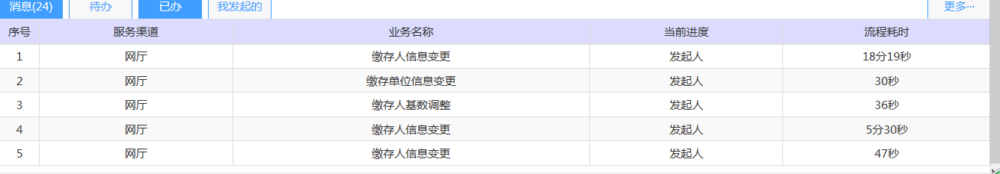 消息(24) 待办 已办 我发起的 更多···
序号 服务渠道 业务名称 当前进度 流程耗时
1 网厅 缴存人信息变更 发起人 18分19秒
2 网厅 缴存单位信息变更 发起人 30秒
3 网厅 缴存人基数调整 发起人 36秒
4 网厅 缴存人信息变更 发起人 5分30秒
5 网厅 缴存人信息变更 发起人 47秒